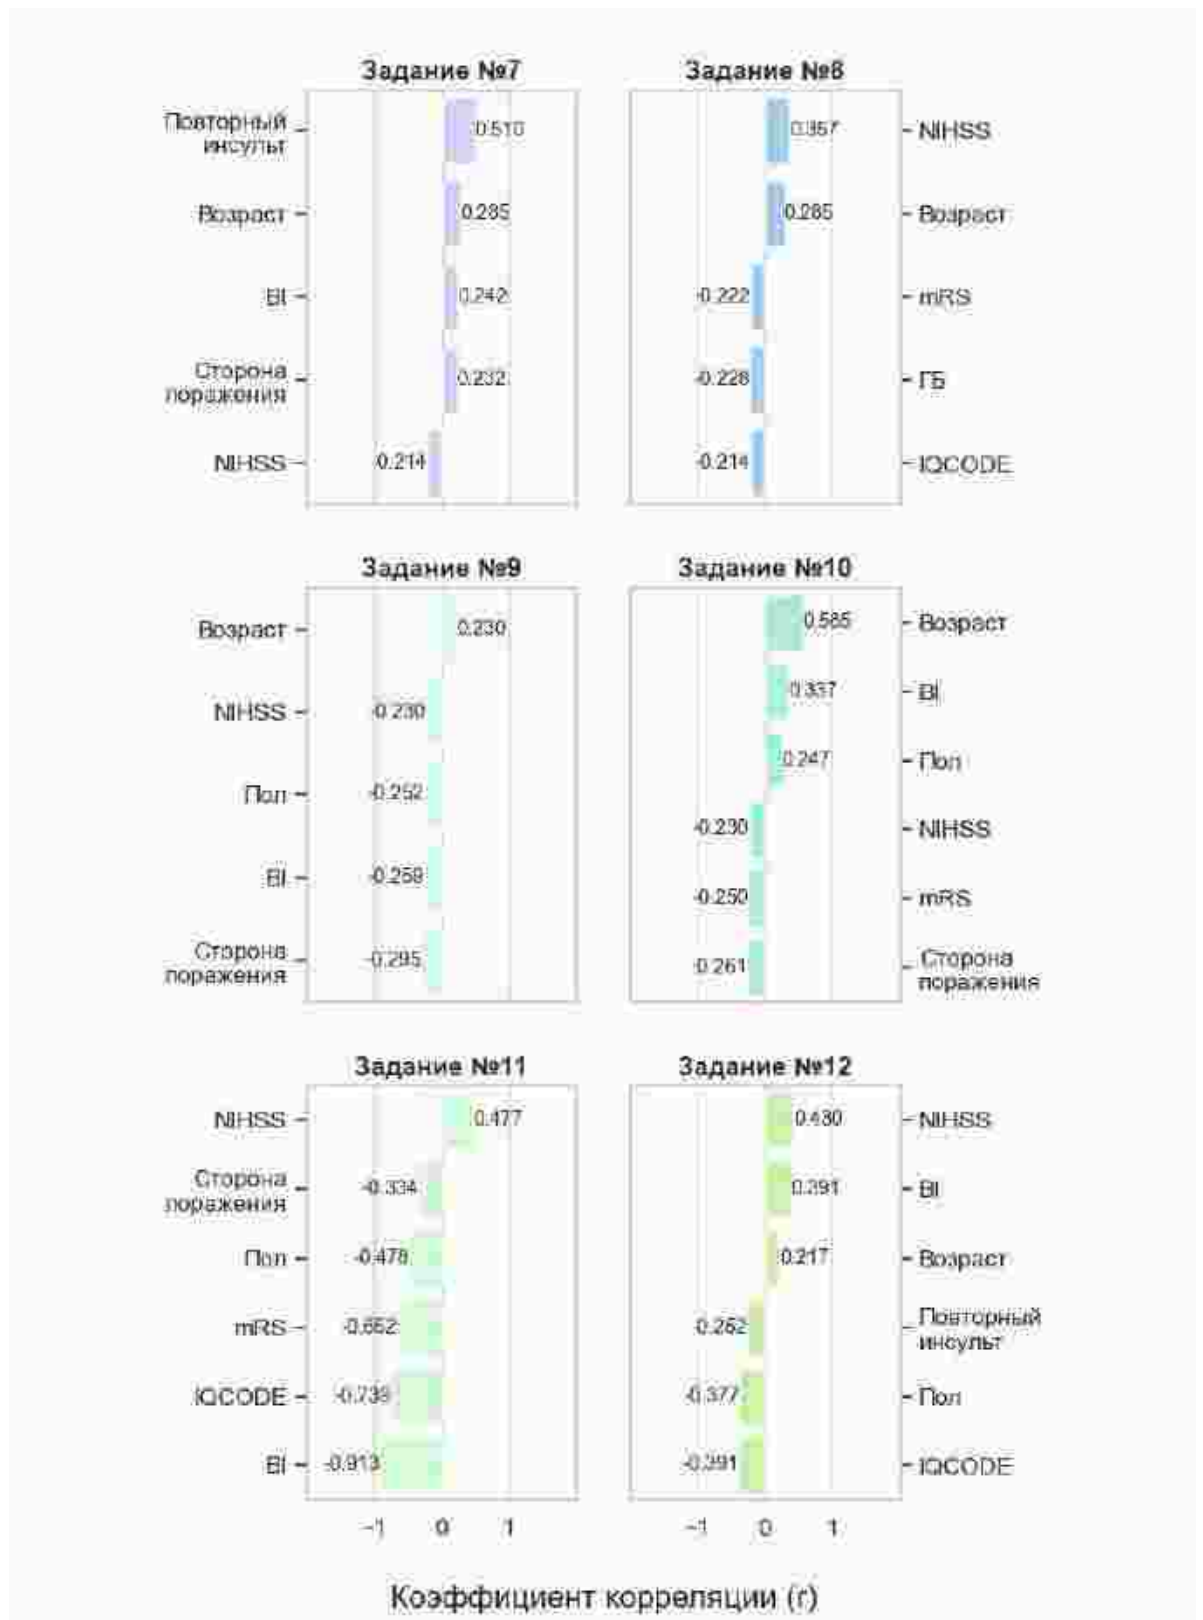 Задание №7
Повторный
инсульт
0.510
Возраст
0.285
BI
0.242
Сторона
поражения
0.232
NIHSS
-0.214
Задание №8
0.357
NIHSS
0.285
Возраст
-0.222
mRS
-0.228
ГБ
-0.214
IQCODE
Задание №9
Возраст
0.230
NIHSS
-0.230
Пол
-0.252
BI
-0.259
Сторона
поражения
-0.295
Задание №10
0.585
Возраст
0.337
BI
0.247
Пол
-0.230
NIHSS
-0.250
mRS
-0.261
Сторона
поражения
Задание №11
NIHSS
0.477
Сторона
поражения
-0.334
Пол
-0.478
mRS
-0.652
IQCODE
-0.739
BI
-0.913
-1 0 1
Задание №12
0.430
NIHSS
0.391
BI
0.217
Возраст
-0.252
Повторный
инсульт
-0.377
Пол
-0.391
IQCODE
-1 0 1
Коэффициент корреляции (r)